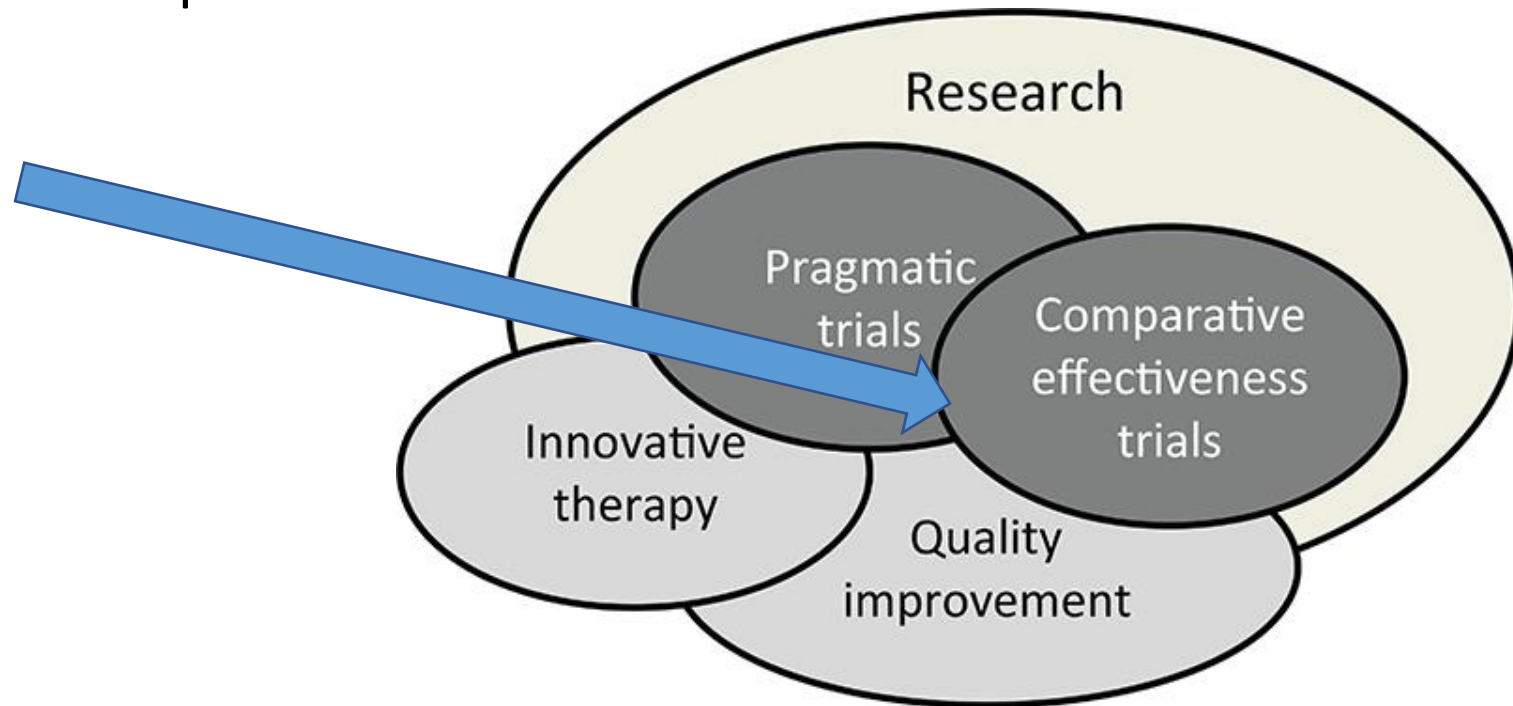 Research
Pragmatic
trials
Comparative
effectiveness
trials
Innovative
therapy
Quality
improvement